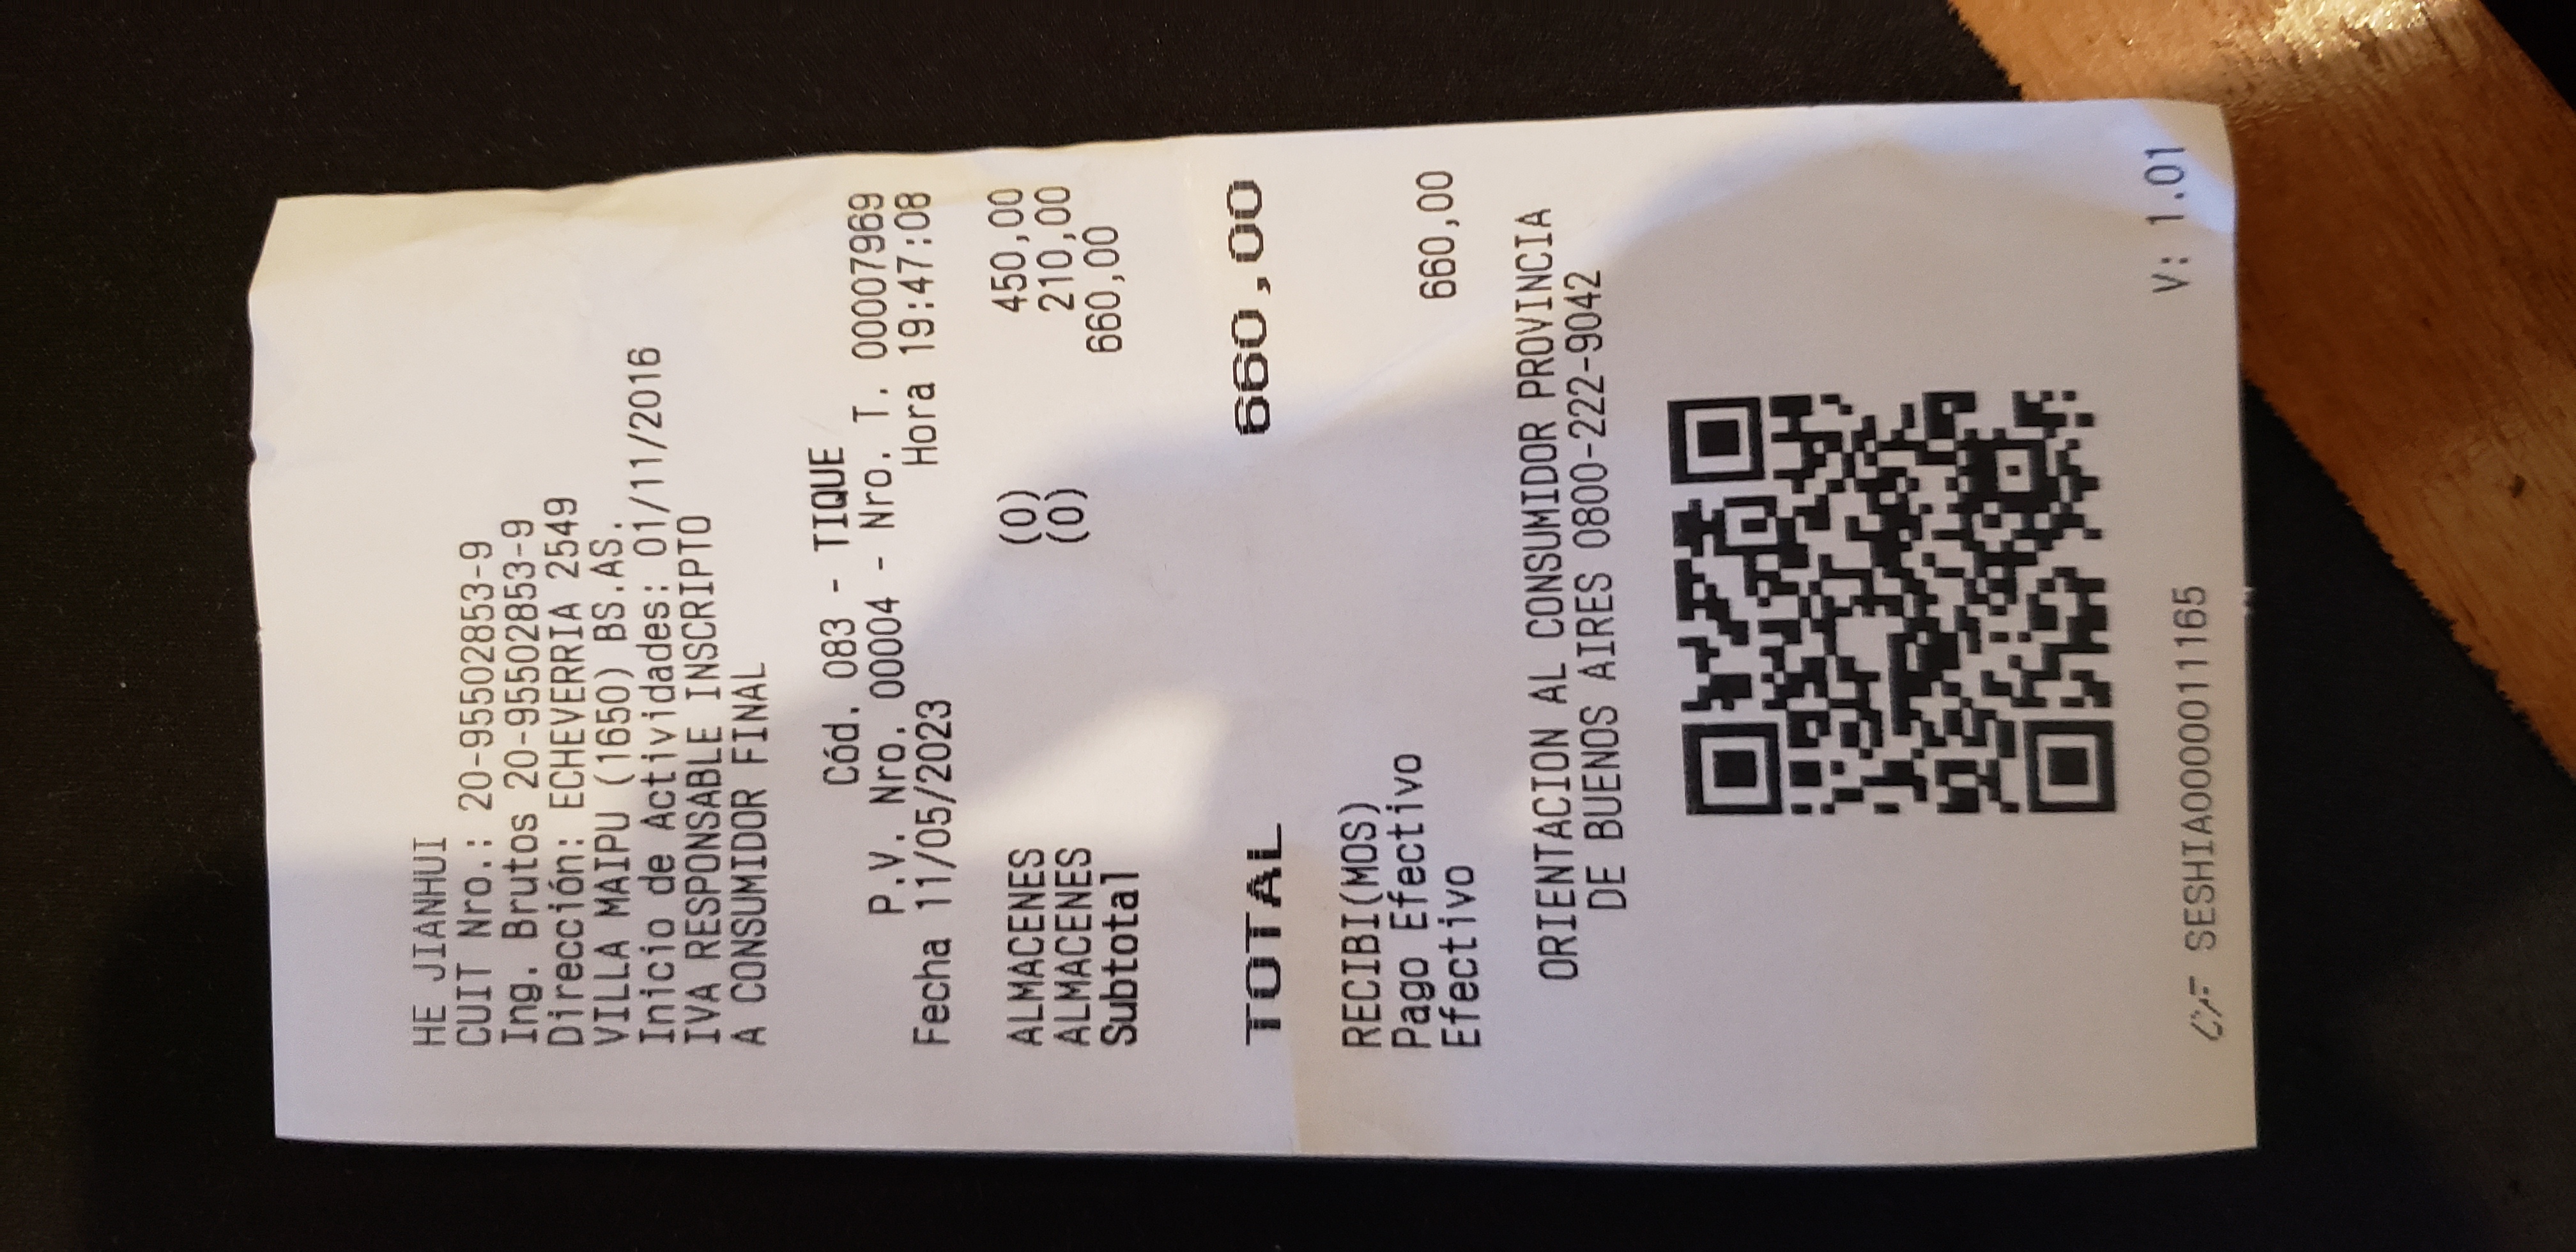 HE JIANHUI
CUIT Nro.: 20-95502853-9
Ing. Brutos 20-95502853-9
Dirección: ECHEVERRIA 2549
VILLA MAIPU (1650) BS.AS.
Inicio de Actividades: 01/11/2016
IVA RESPONSABLE INSCRIPTO
A CONSUMIDOR FINAL
Cód. 083 - TIQUE
P.V. Nro. 00004 - Nro. T. 00007969
Fecha 11/05/2023 Hora 19:47:08
ALMACENES (0) 450,00
ALMACENES (0) 210,00
Subtotal 660,00
TOTAL 660,00
RECIBI(MOS)
Pago Efectivo
Efectivo 660,00
ORIENTACION AL CONSUMIDOR PROVINCIA
DE BUENOS AIRES 0800-222-9042
CF SESHIA0000011165 V: 1.01